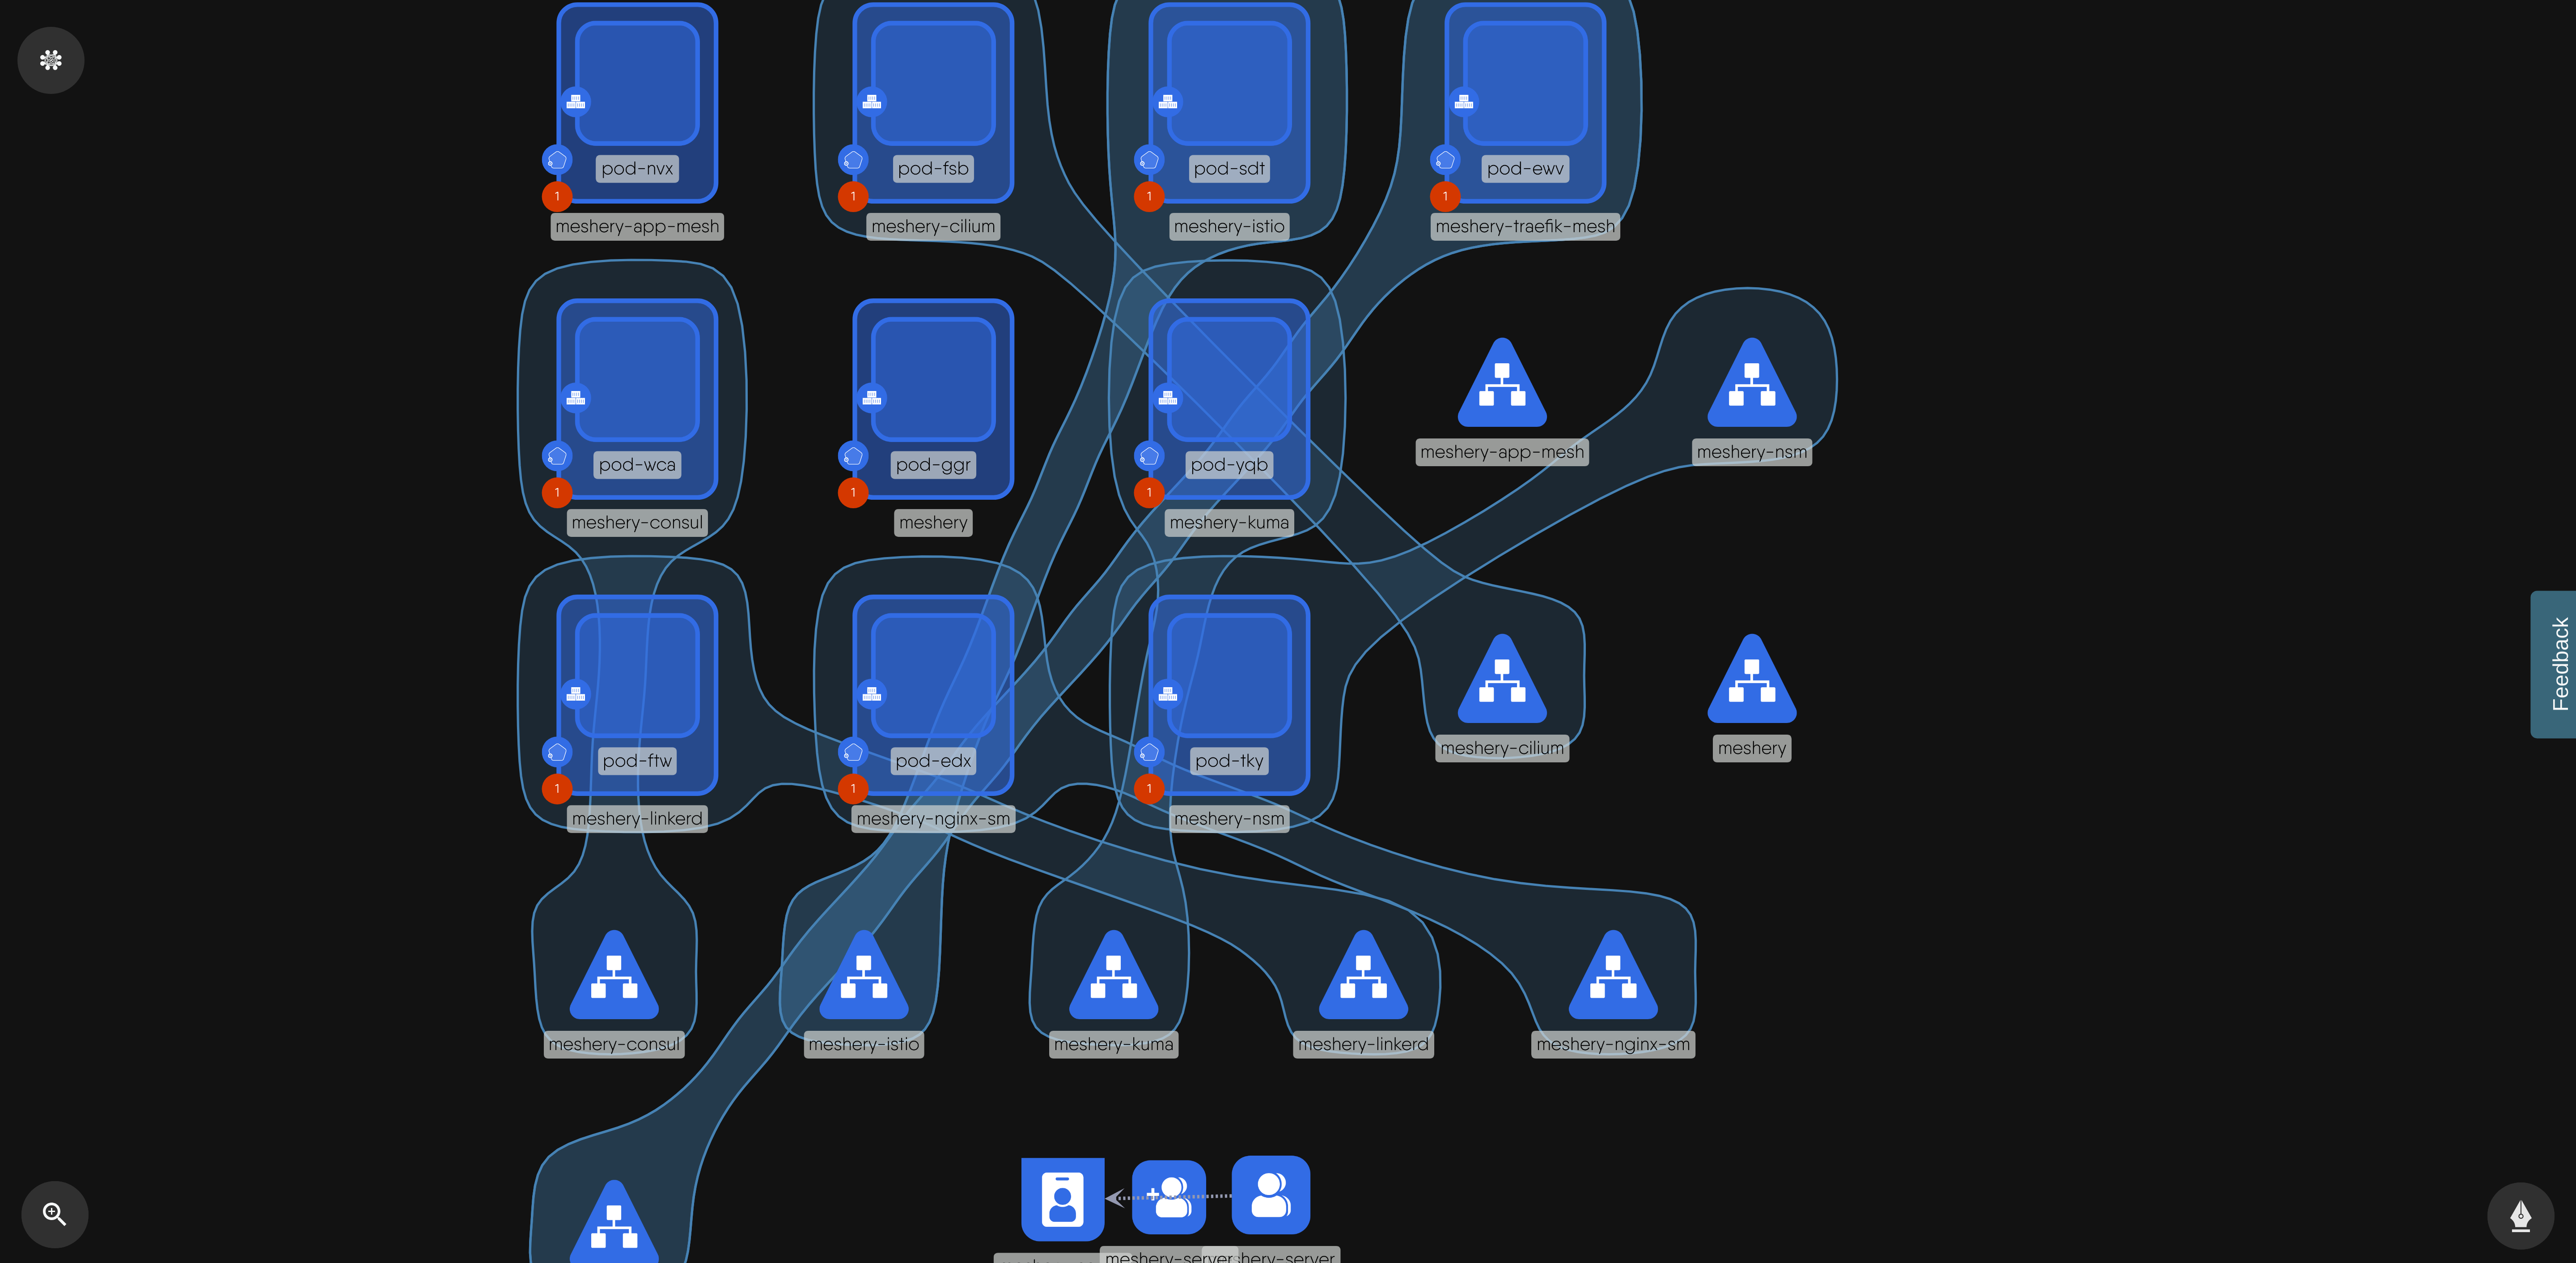 pod-nvx
pod-fsb
pod-sdt
pod-ewv
1
1
1
1
meshery-app-mesh
meshery-cilium
meshery-istio
meshery-traefik-mesh
pod-wca
pod-ggr
pod-yqb
meshery-app-mesh
meshery-nsm
1
1
1
meshery-consul
meshery
meshery-kuma
Feedback
pod-ftw
pod-edx
pod-tky
meshery-cilium
meshery
1
1
1
meshery-linkerd
meshery-nginx-sm
meshery-nsm
meshery-consul
meshery-istio
meshery-kuma
meshery-linkerd
meshery-nginx-sm
meshery-server